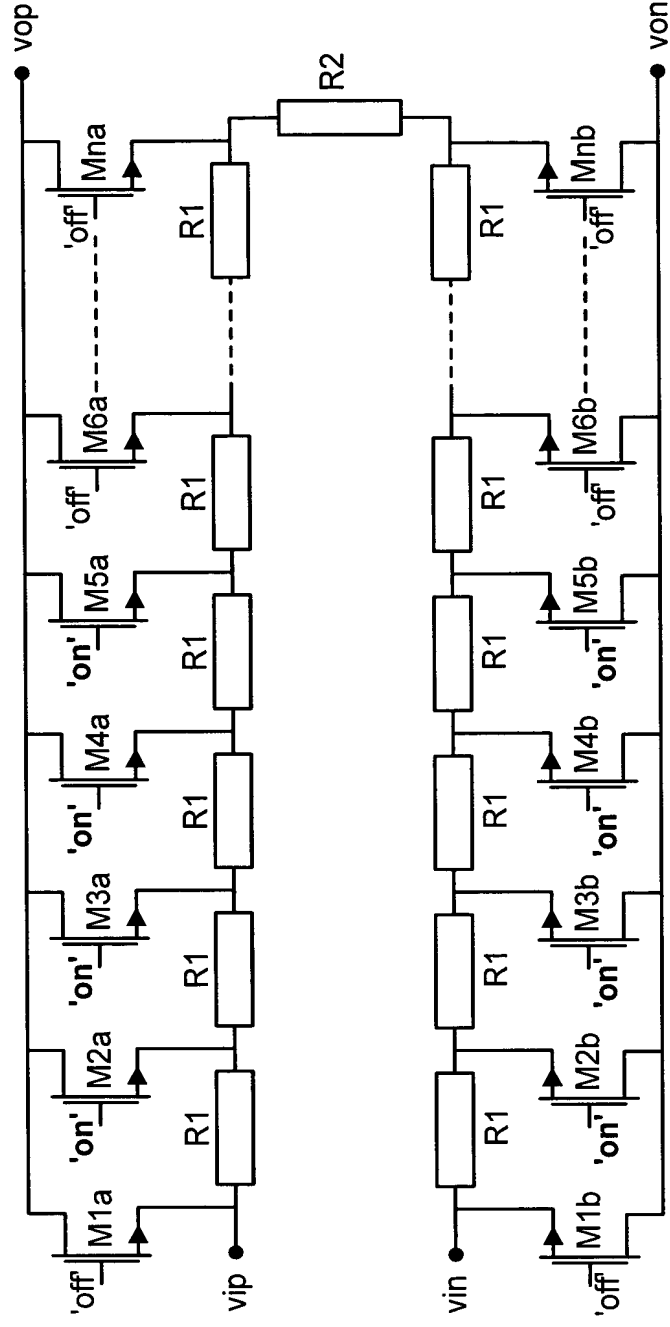 vop
M1a M2a M3a M4a M5a M6a Mna
'off' 'on' 'on' 'on' 'on' 'off' 'off'
R1 R1 R1 R1 R1 R1
vip
R2
vin
R1 R1 R1 R1 R1 R1
M1b M2b M3b M4b M5b M6b Mnb
'off' 'on' 'on' 'on' 'on' 'off' 'off'
von